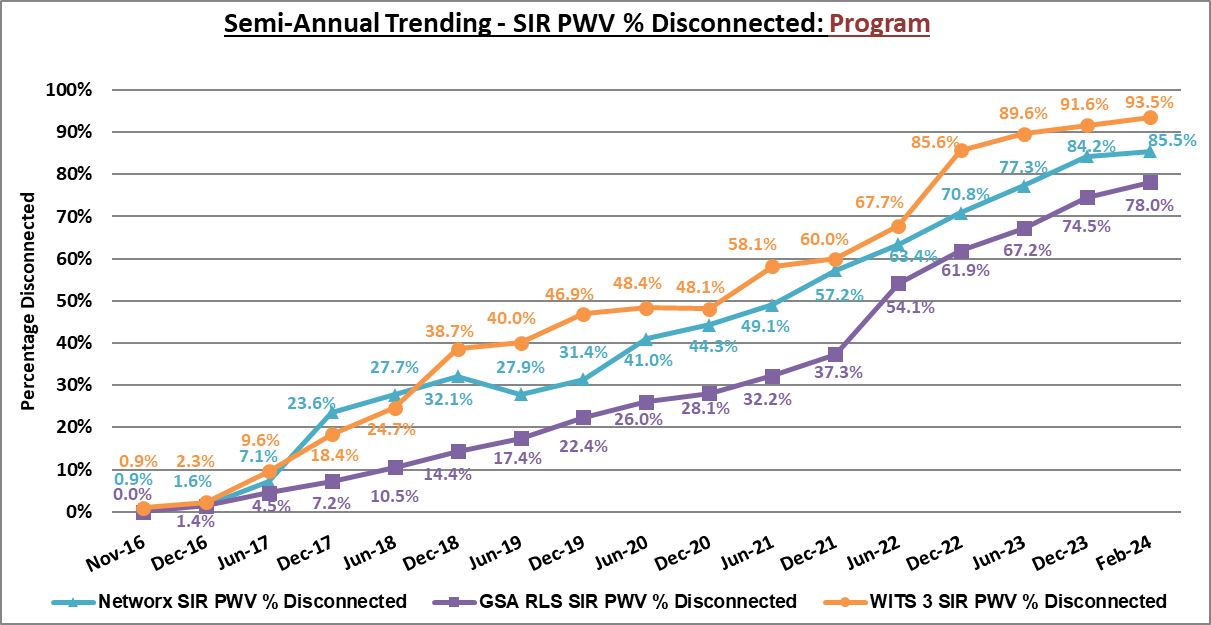 Semi-Annual Trending - SIR PWV % Disconnected: Program
Percentage Disconnected
100%
90%
80%
70%
60%
50%
40%
30%
20%
10%
0%
0.9% 2.3% 9.6% 18.4% 24.7% 38.7% 40.0% 46.9% 48.4% 48.1% 58.1% 60.0% 67.7% 85.6% 89.6% 91.6% 93.5%
0.9% 1.6% 7.1% 23.6% 27.7% 32.1% 27.9% 31.4% 41.0% 44.3% 49.1% 57.2% 63.4% 70.8% 77.3% 84.2% 85.5%
0.0% 1.4% 4.5% 7.2% 10.5% 14.4% 17.4% 22.4% 26.0% 28.1% 32.2% 37.3% 54.1% 61.9% 67.2% 74.5% 78.0%
Nov-16 Dec-16 Jun-17 Dec-17 Jun-18 Dec-18 Jun-19 Dec-19 Jun-20 Dec-20 Jun-21 Dec-21 Jun-22 Dec-22 Jun-23 Dec-23 Feb-24
Networx SIR PWV % Disconnected GSA RLS SIR PWV % Disconnected WITS 3 SIR PWV % Disconnected